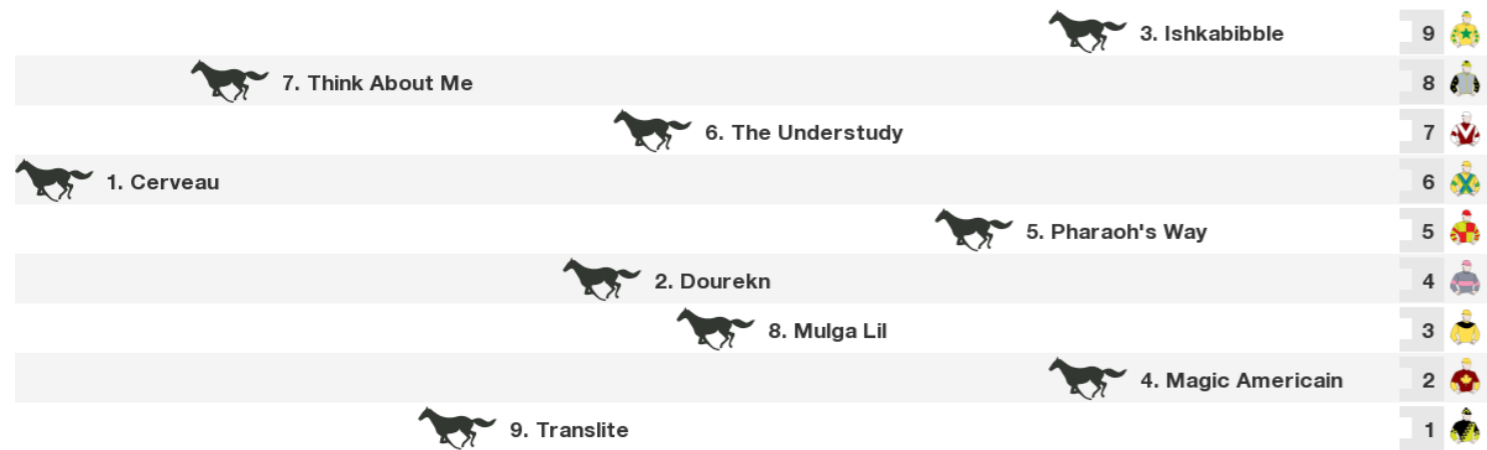 3. Ishkabibble 9
7. Think About Me 8
6. The Understudy 7
1. Cerveau 6
5. Pharaoh's Way 5
2. Dourekn 4
8. Mulga Lil 3
4. Magic Americain 2
9. Translite 1